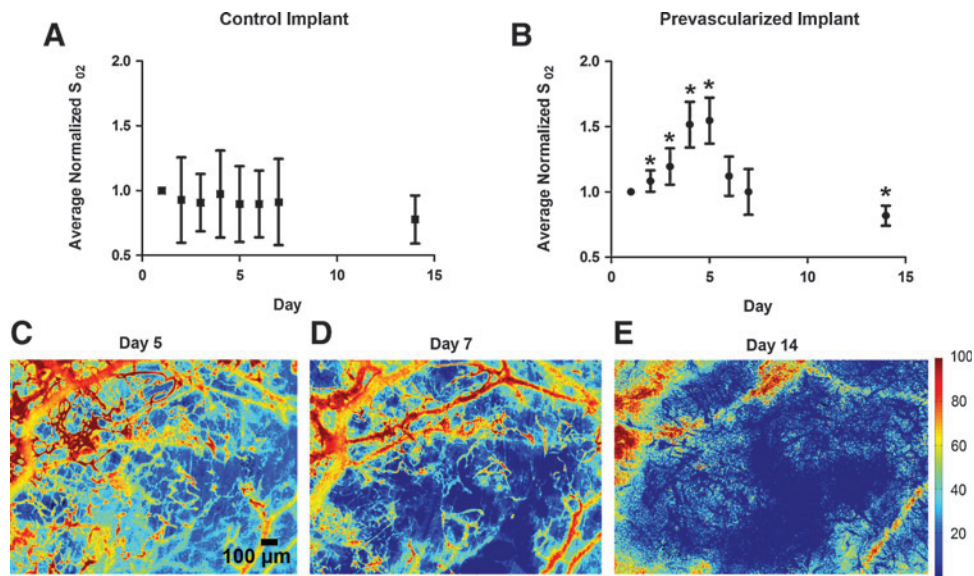 Control Implant
Prevascularized Implant
A
B
Average Normalized S02
2.0
1.5
1.0
0.5
0
5
10
15
Day
Average Normalized S02
2.0
1.5
1.0
0.5
*
*
*
*
*
0
5
10
15
Day
C
Day 5
D
Day 7
E
Day 14
100 µm
100
80
60
40
20